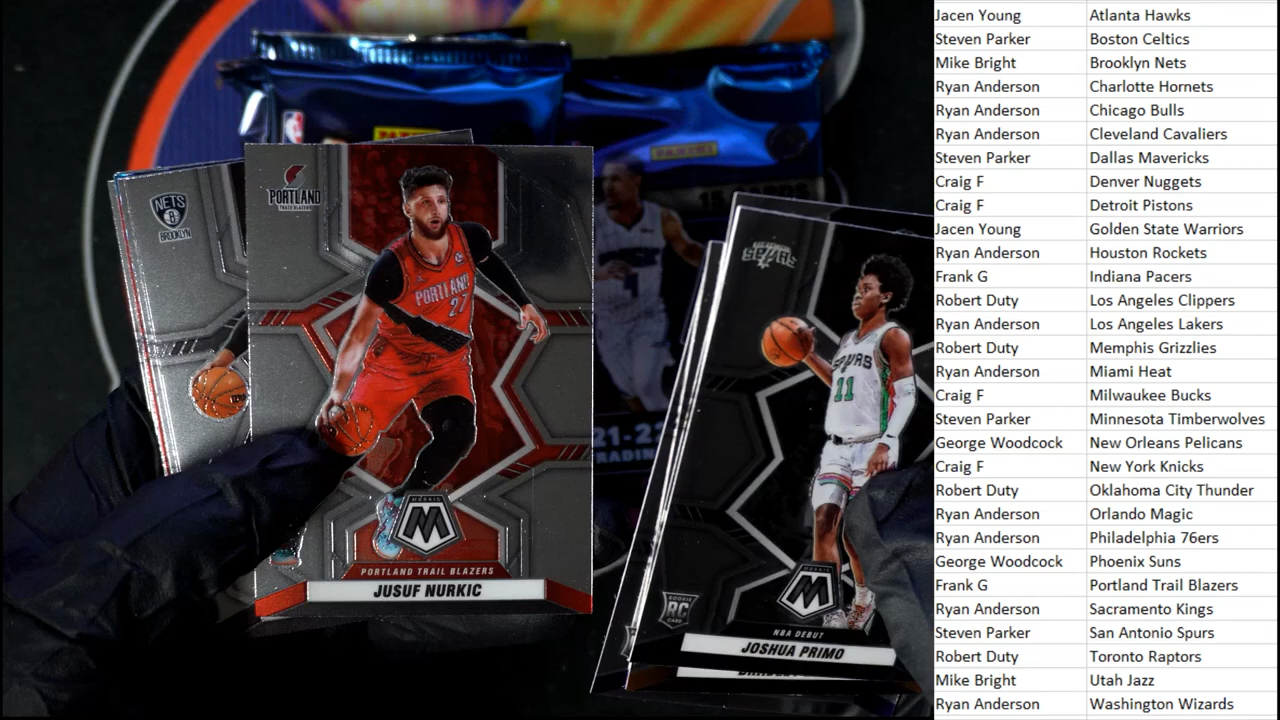 PANINI
PANINI
15 CARDS
NETS
B
BROOKLYN
PORTLAND
TRAIL BLAZERS
PORTLAND
27
MOSAIC
M
PORTLAND TRAIL BLAZERS
JUSUF NURKIC
SPURS
SPURS
11
MOSAIC
M
ROOKIE
RC
CARD
NBA DEBUT
JOSHUA PRIMO
Jacen Young Atlanta Hawks
Steven Parker Boston Celtics
Mike Bright Brooklyn Nets
Ryan Anderson Charlotte Hornets
Ryan Anderson Chicago Bulls
Ryan Anderson Cleveland Cavaliers
Steven Parker Dallas Mavericks
Craig F Denver Nuggets
Craig F Detroit Pistons
Jacen Young Golden State Warriors
Ryan Anderson Houston Rockets
Frank G Indiana Pacers
Robert Duty Los Angeles Clippers
Ryan Anderson Los Angeles Lakers
Robert Duty Memphis Grizzlies
Ryan Anderson Miami Heat
Craig F Milwaukee Bucks
Steven Parker Minnesota Timberwolves
George Woodcock New Orleans Pelicans
Craig F New York Knicks
Robert Duty Oklahoma City Thunder
Ryan Anderson Orlando Magic
Ryan Anderson Philadelphia 76ers
George Woodcock Phoenix Suns
Frank G Portland Trail Blazers
Ryan Anderson Sacramento Kings
Steven Parker San Antonio Spurs
Robert Duty Toronto Raptors
Mike Bright Utah Jazz
Ryan Anderson Washington Wizards